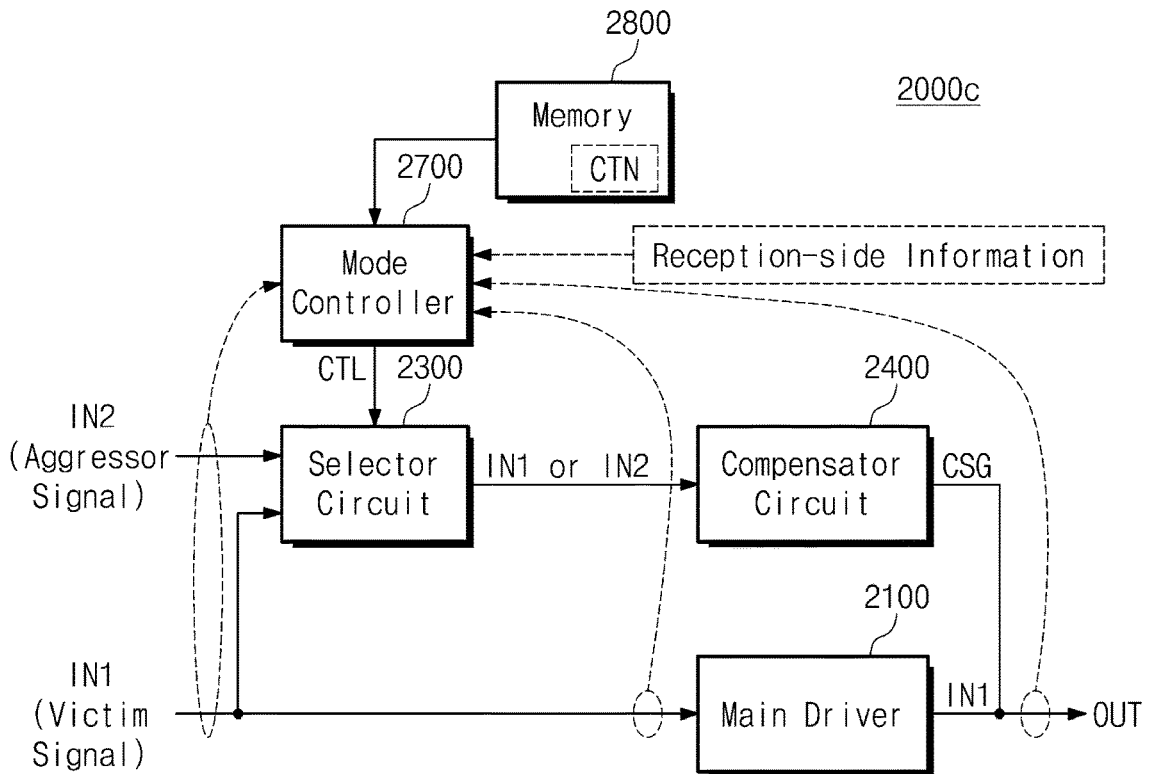 2800
2000c
Memory
CTN
2700
Mode
Controller
Reception-side Information
CTL
2300
2400
IN2
(Aggressor
Signal)
Selector
Circuit
IN1 or IN2
Compensator
Circuit
CSG
2100
IN1
(Victim
Signal)
Main Driver
IN1
OUT